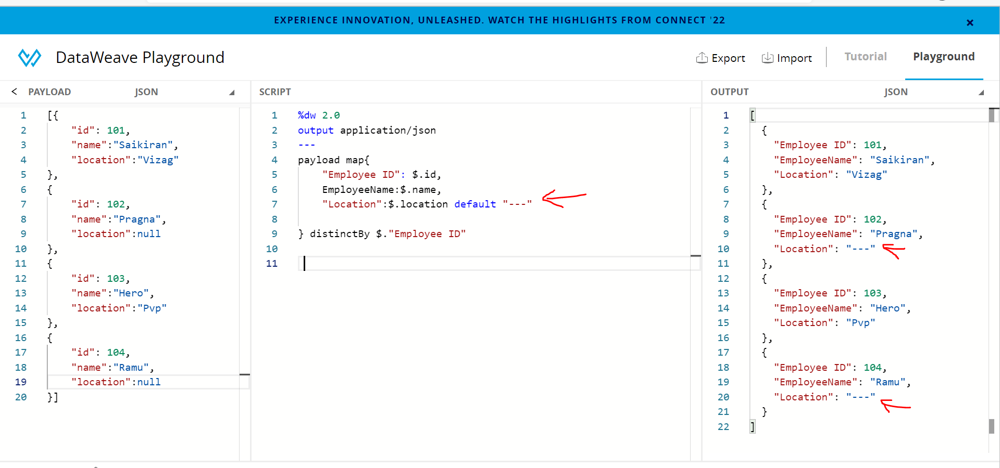 EXPERIENCE INNOVATION, UNLEASHED. WATCH THE HIGHLIGHTS FROM CONNECT '22 ×
DataWeave Playground
Export Import Tutorial Playground
< PAYLOAD JSON
1 [{
2 "id": 101,
3 "name":"Saikiran",
4 "location":"Vizag"
5 },
6 {
7 "id": 102,
8 "name":"Pragna",
9 "location":null
10 },
11 {
12 "id": 103,
13 "name":"Hero",
14 "location":"Pvp"
15 },
16 {
17 "id": 104,
18 "name":"Ramu",
19 "location":null
20 }]
SCRIPT
1 %dw 2.0
2 output application/json
3 ---
4 payload map{
5 "Employee ID": $.id,
6 EmployeeName:$.name,
7 "Location":$.location default "---"
8
9 } distinctBy $."Employee ID"
10
11
OUTPUT JSON
1 [
2 {
3 "Employee ID": 101,
4 "EmployeeName": "Saikiran",
5 "Location": "Vizag"
6 },
7 {
8 "Employee ID": 102,
9 "EmployeeName": "Pragna",
10 "Location": "---"
11 },
12 {
13 "Employee ID": 103,
14 "EmployeeName": "Hero",
15 "Location": "Pvp"
16 },
17 {
18 "Employee ID": 104,
19 "EmployeeName": "Ramu",
20 "Location": "---"
21 }
22 ]